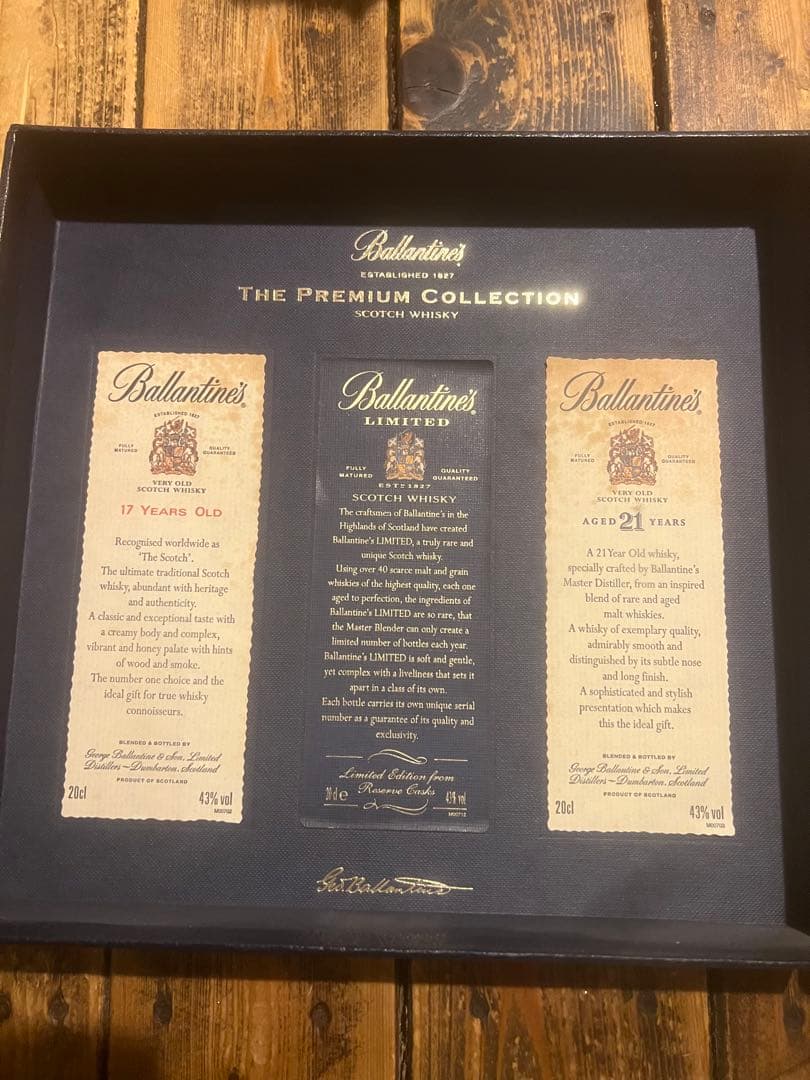 Ballantine's
ESTABLISHED 1827
THE PREMIUM COLLECTION
SCOTCH WHISKY
Ballantine's
ESTABLISHED 1827
FULLY MATURED
QUALITY GUARANTEED
VERY OLD
SCOTCH WHISKY
17 YEARS OLD
Recognised worldwide as
'The Scotch'.
The ultimate traditional Scotch
whisky, abundant with heritage
and authenticity.
A classic and exceptional taste with
a creamy body and complex,
vibrant and honey palate with hints
of wood and smoke.
The number one choice and the
ideal gift for true whisky
connoisseurs.
BLENDED & BOTTLED BY
George Ballantine & Son, Limited
Distillers ~ Dumbarton, Scotland
PRODUCT OF SCOTLAND
20cl
43% vol
Ballantine's
LIMITED
FULLY MATURED
QUALITY GUARANTEED
ESTD 1827
SCOTCH WHISKY
The craftsmen of Ballantine's in the
Highlands of Scotland have created
Ballantine's LIMITED, a truly rare and
unique Scotch whisky.
Using over 40 scarce malt and grain
whiskies of the highest quality, each one
aged to perfection, the ingredients of
Ballantine's LIMITED are so rare, that
the Master Blender can only create a
limited number of bottles each year.
Ballantine's LIMITED is soft and gentle,
yet complex with a liveliness that sets it
apart in a class of its own.
Each bottle carries its own unique serial
number as a guarantee of its quality and
exclusivity.
Limited Edition from
Reserve Casks
20cl e
43% vol
M00712
Ballantine's
ESTABLISHED 1827
FULLY MATURED
QUALITY GUARANTEED
VERY OLD
SCOTCH WHISKY
AGED 21 YEARS
A 21 Year Old whisky,
specially crafted by Ballantine's
Master Distiller, from an inspired
blend of rare and aged
malt whiskies.
A whisky of exemplary quality,
admirably smooth and
distinguished by its subtle nose
and long finish.
A sophisticated and stylish
presentation which makes
this the ideal gift.
BLENDED & BOTTLED BY
George Ballantine & Son, Limited
Distillers ~ Dumbarton, Scotland
PRODUCT OF SCOTLAND
20cl
43% vol
Geo. Ballantine